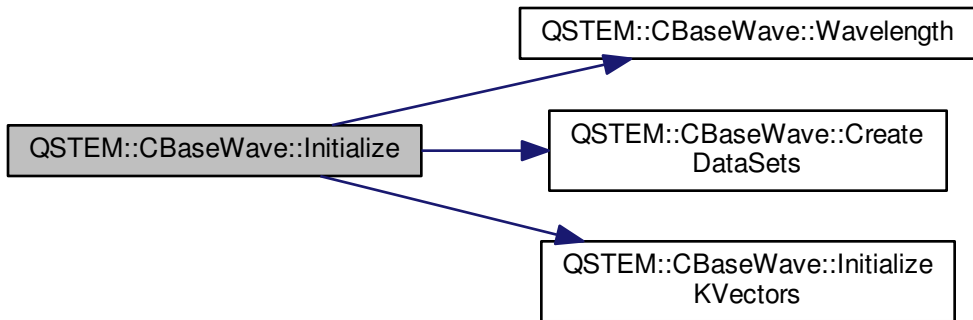 QSTEM::CBaseWave::Wavelength
QSTEM::CBaseWave::Initialize
QSTEM::CBaseWave::Create
DataSets
QSTEM::CBaseWave::Initialize
KVectors